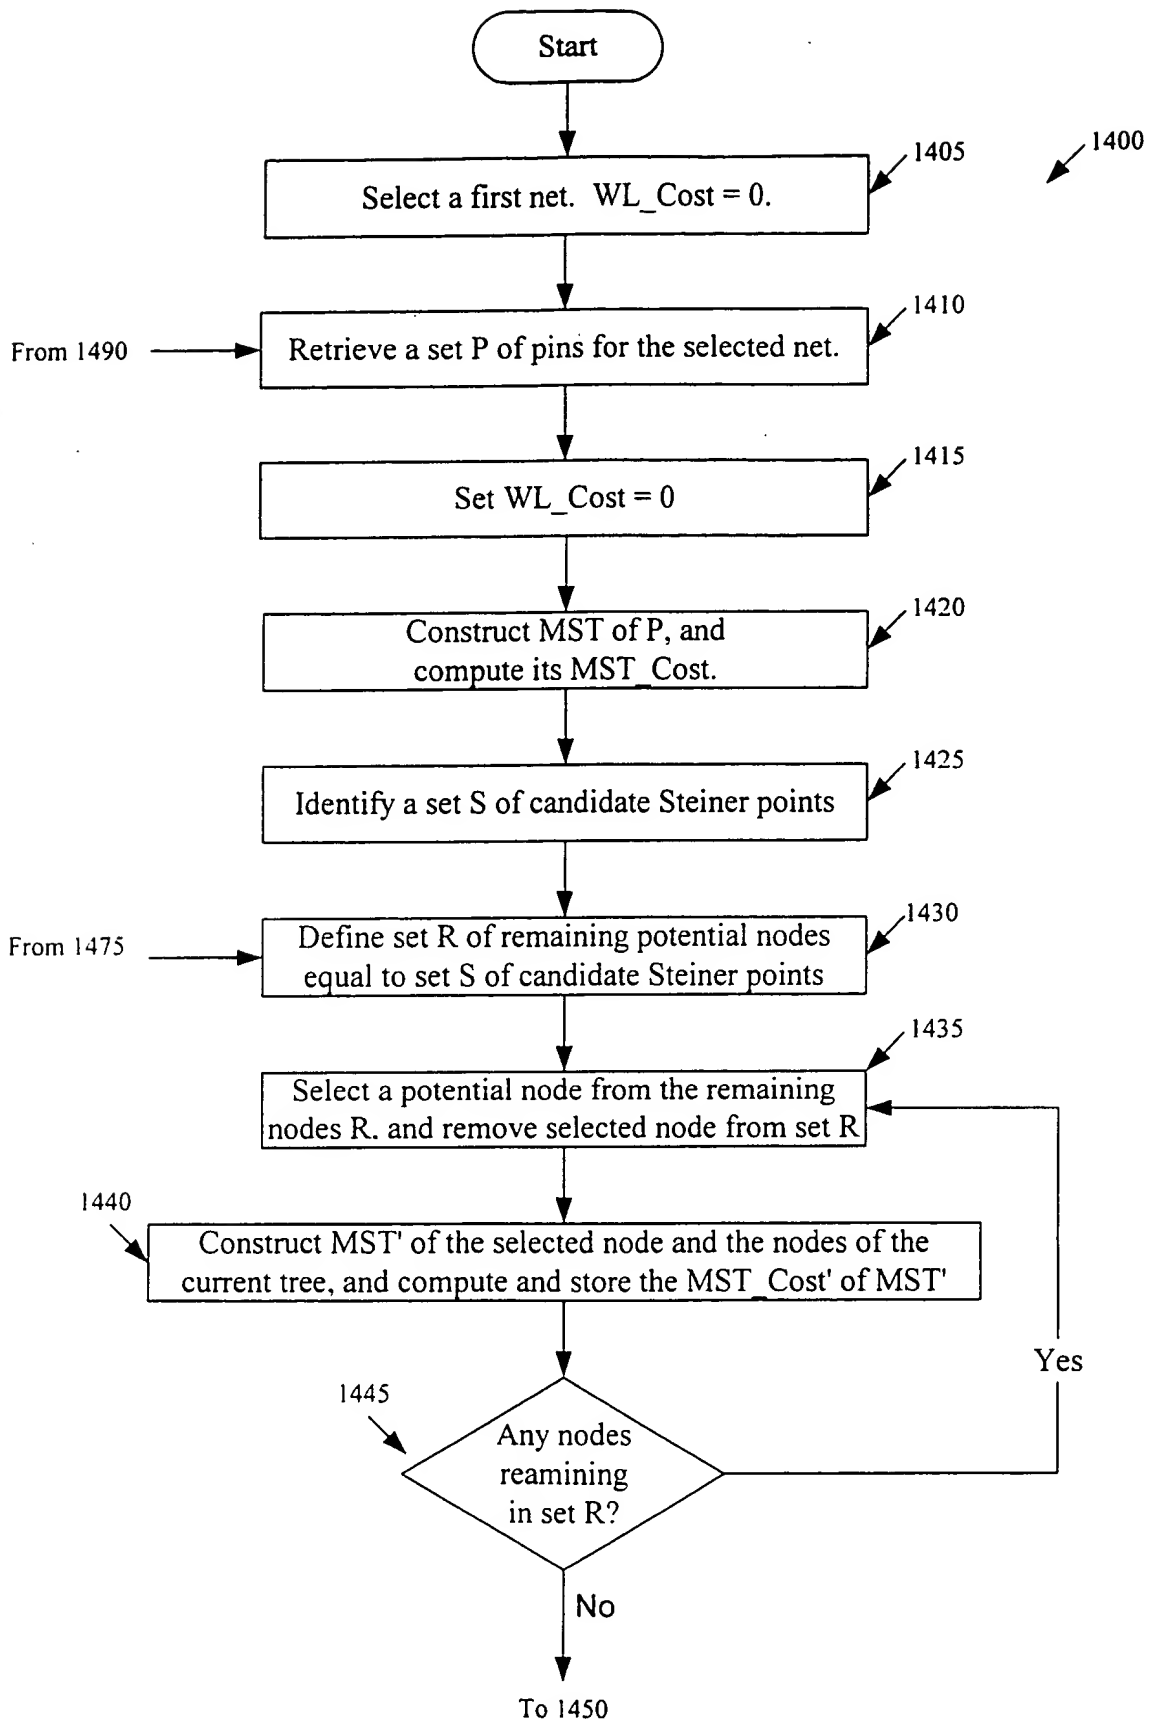 Start
1400
1405
Select a first net. WL_Cost = 0.
1410
From 1490
Retrieve a set P of pins for the selected net.
1415
Set WL_Cost = 0
1420
Construct MST of P, and
compute its MST_Cost.
1425
Identify a set S of candidate Steiner points
1430
From 1475
Define set R of remaining potential nodes
equal to set S of candidate Steiner points
1435
Select a potential node from the remaining
nodes R. and remove selected node from set R
1440
Construct MST' of the selected node and the nodes of the
current tree, and compute and store the MST_Cost' of MST'
Yes
1445
Any nodes
reamining
in set R?
No
To 1450